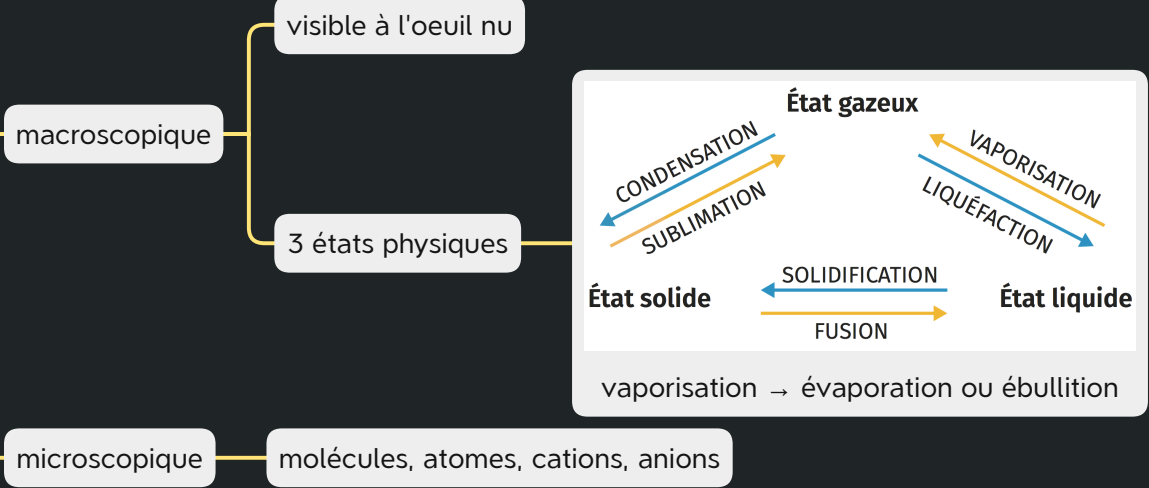 visible à l'oeuil nu
macroscopique
3 états physiques
État gazeux
CONDENSATION
SUBLIMATION
VAPORISATION
LIQUÉFACTION
État solide
SOLIDIFICATION
FUSION
État liquide
vaporisation → évaporation ou ébullition
microscopique
molécules, atomes, cations, anions